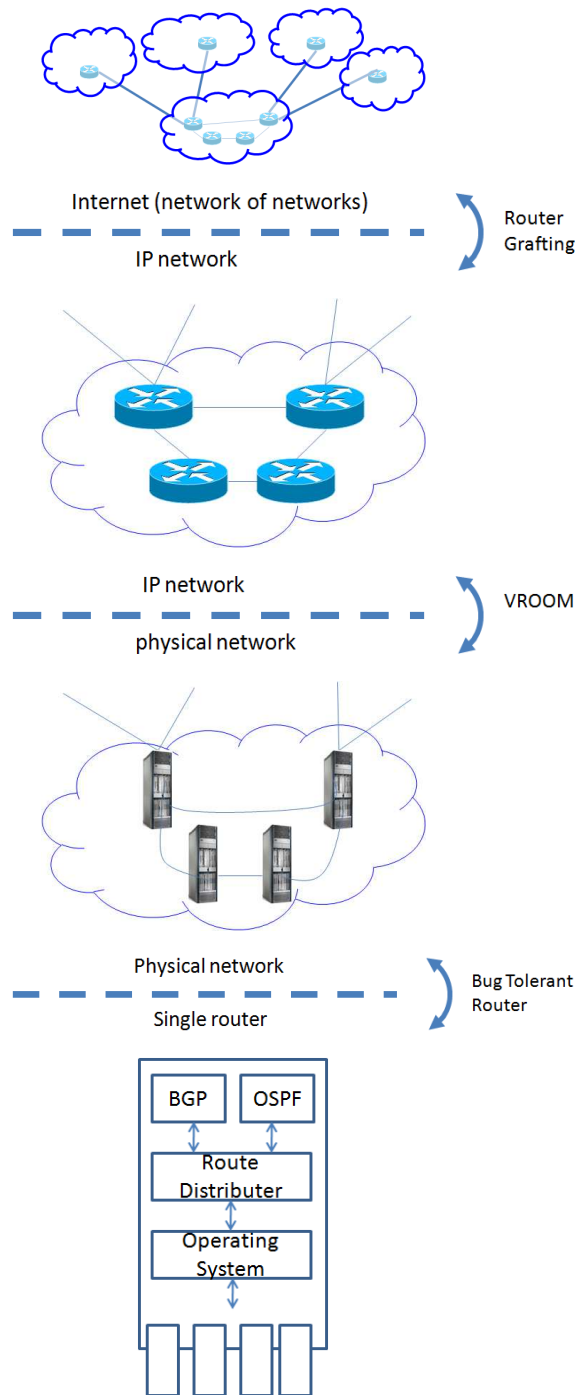 Internet (network of networks)
Router
Grafting
IP network
IP network
VROOM
physical network
Physical network
Bug Tolerant
Router
Single router
BGP
OSPF
Route
Distributer
Operating
System